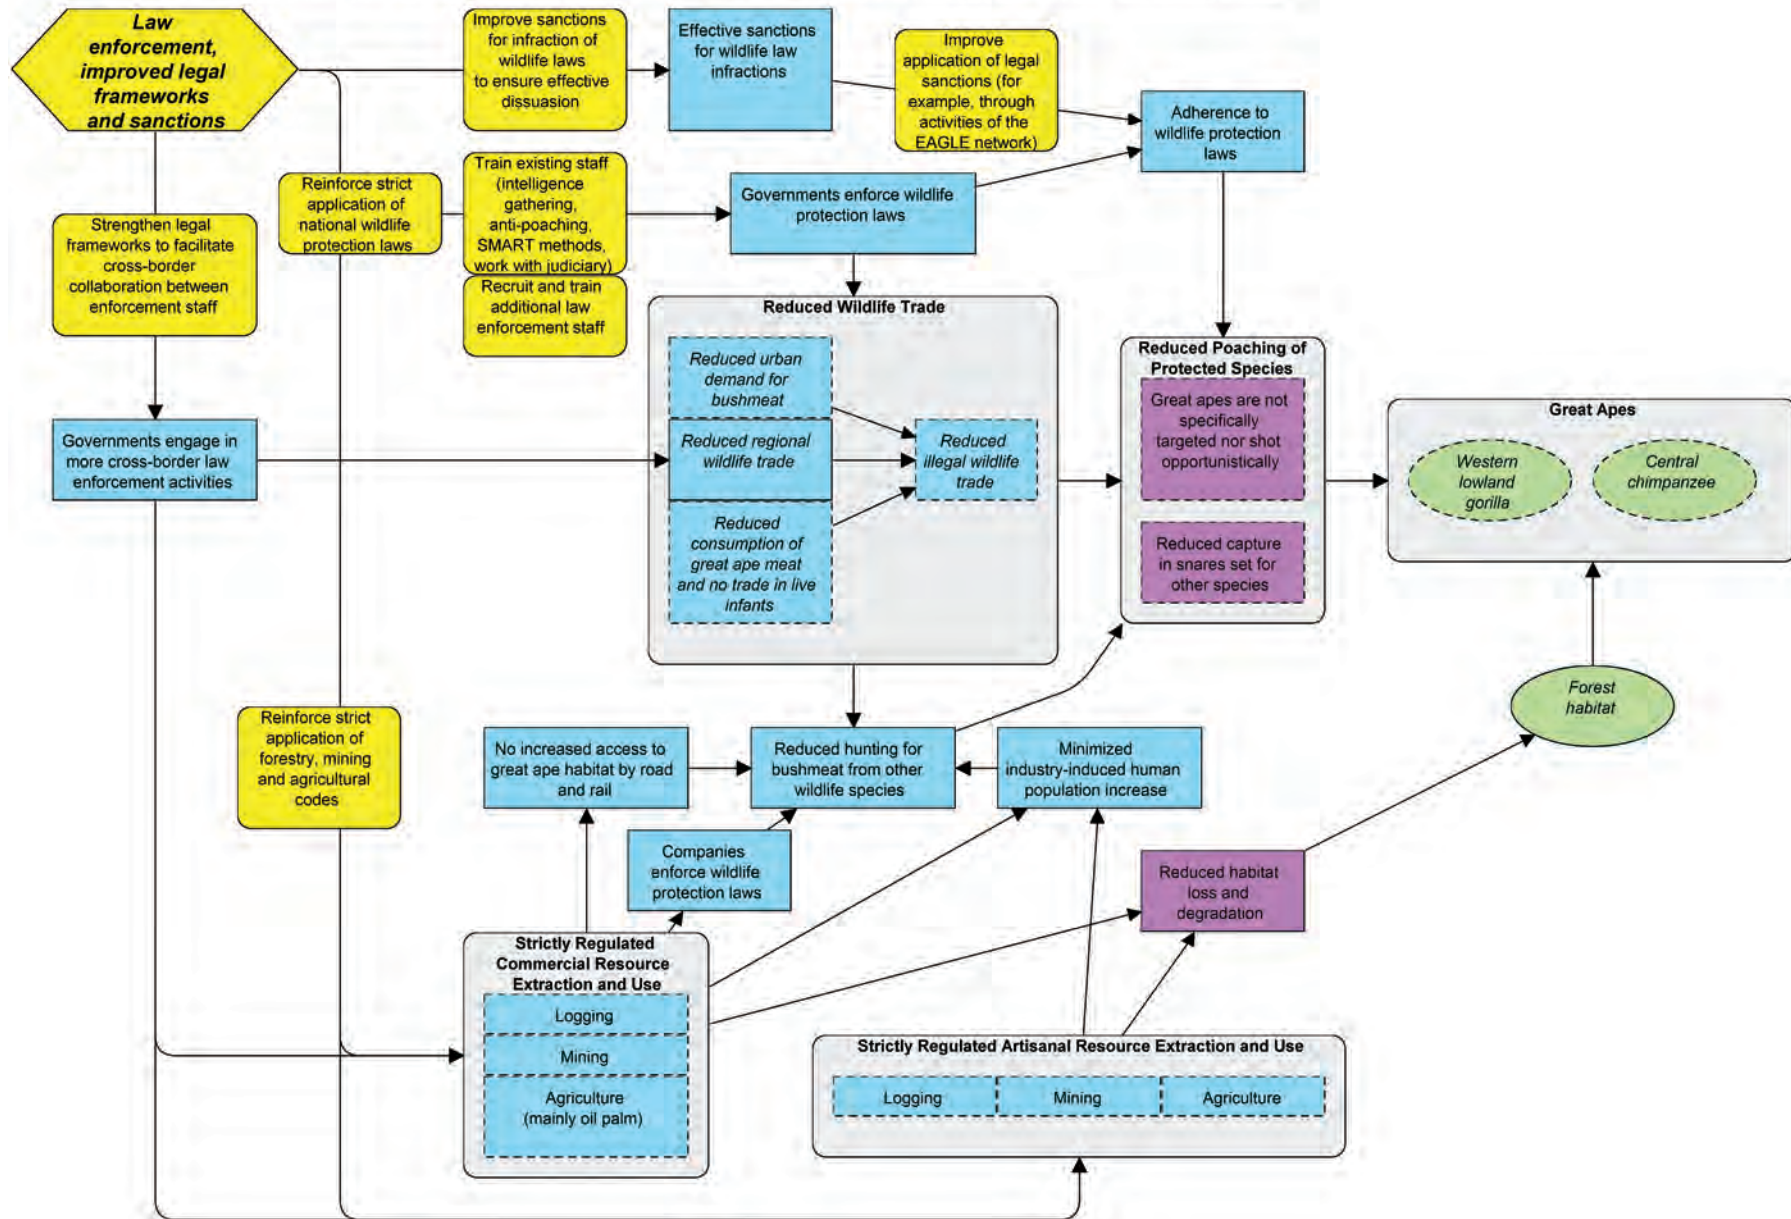 Law
enforcement,
improved legal
frameworks
and sanctions
Improve sanctions
for infraction of
wildlife laws
to ensure effective
dissuasion
Effective sanctions
for wildlife law
infractions
Improve
application of legal
sanctions (for
example, through
activities of the
EAGLE network)
Adherence to
wildlife protection
laws
Strengthen legal
frameworks to facilitate
cross-border
collaboration between
enforcement staff
Reinforce strict
application of
national wildlife
protection laws
Train existing staff
(intelligence
gathering,
anti-poaching,
SMART methods,
work with judiciary)
Recruit and train
additional law
enforcement staff
Governments enforce wildlife
protection laws
Governments engage in
more cross-border law
enforcement activities
Reduced Wildlife Trade
Reduced urban
demand for
bushmeat
Reduced regional
wildlife trade
Reduced
consumption of
great ape meat
and no trade in live
infants
Reduced
illegal wildlife
trade
Reduced Poaching of
Protected Species
Great apes are not
specifically
targeted nor shot
opportunistically
Reduced capture
in snares set for
other species
Great Apes
Western
lowland
gorilla
Central
chimpanzee
Forest
habitat
Reinforce strict
application of
forestry, mining
and agricultural
codes
No increased access to
great ape habitat by road
and rail
Reduced hunting for
bushmeat from other
wildlife species
Minimized
industry-induced human
population increase
Companies
enforce wildlife
protection laws
Reduced habitat
loss and
degradation
Strictly Regulated
Commercial Resource
Extraction and Use
Logging
Mining
Agriculture
(mainly oil palm)
Strictly Regulated Artisanal Resource Extraction and Use
Logging
Mining
Agriculture